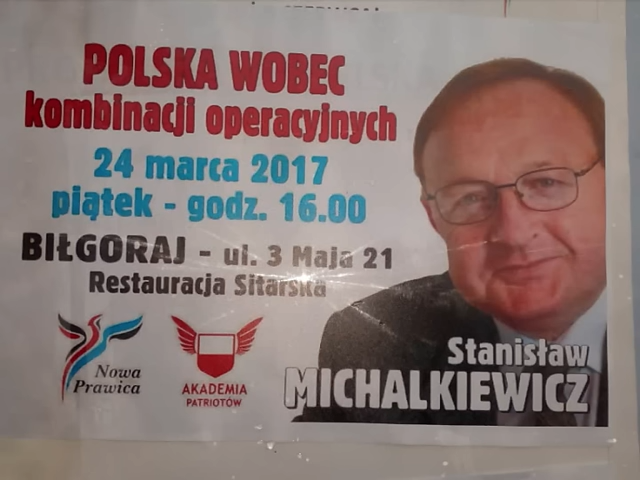 POLSKA WOBEC
kombinacji operacyjnych
24 marca 2017
piątek - godz. 16.00
BIŁGORAJ - ul. 3 Maja 21
Restauracja Sitarska
Nowa
Prawica
AKADEMIA
PATRIOTÓW
Stanisław
MICHALKIEWICZ